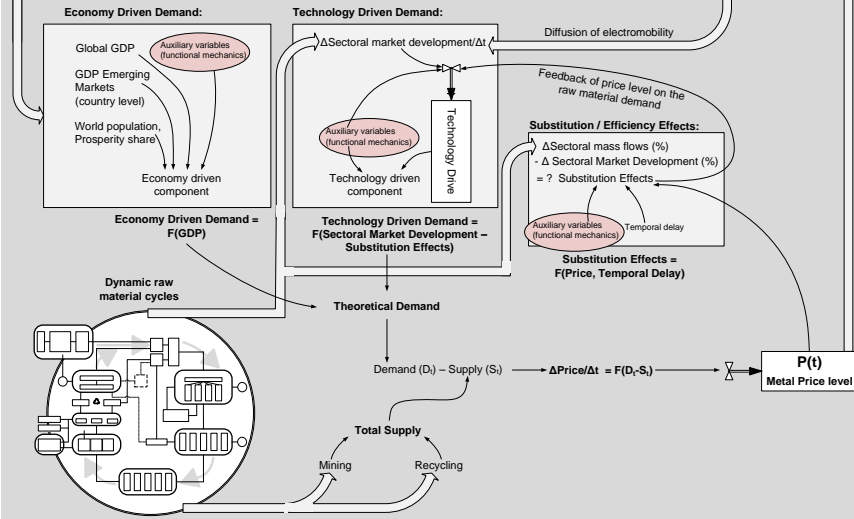 Economy Driven Demand:
Global GDP
Auxiliary variables
(functional mechanics)
GDP Emerging
Markets
(country level)
World population,
Prosperity share
Economy driven
component
Economy Driven Demand =
F(GDP)
Technology Driven Demand:
ΔSectoral market development/Δt
Auxiliary variables
(functional mechanics)
Technology Drive
Technology driven
component
Technology Driven Demand =
F(Sectoral Market Development –
Substitution Effects)
Diffusion of electromobility
Feedback of price level on the
raw material demand
Substitution / Efficiency Effects:
ΔSectoral mass flows (%)
- Δ Sectoral Market Development (%)
= ? Substitution Effects
Auxiliary variables
(functional mechanics)
Temporal delay
Substitution Effects =
F(Price, Temporal Delay)
Dynamic raw
material cycles
Theoretical Demand
Demand (Dt) – Supply (St)
ΔPrice/Δt = F(Dt-St)
P(t)
Metal Price level
Total Supply
Mining
Recycling